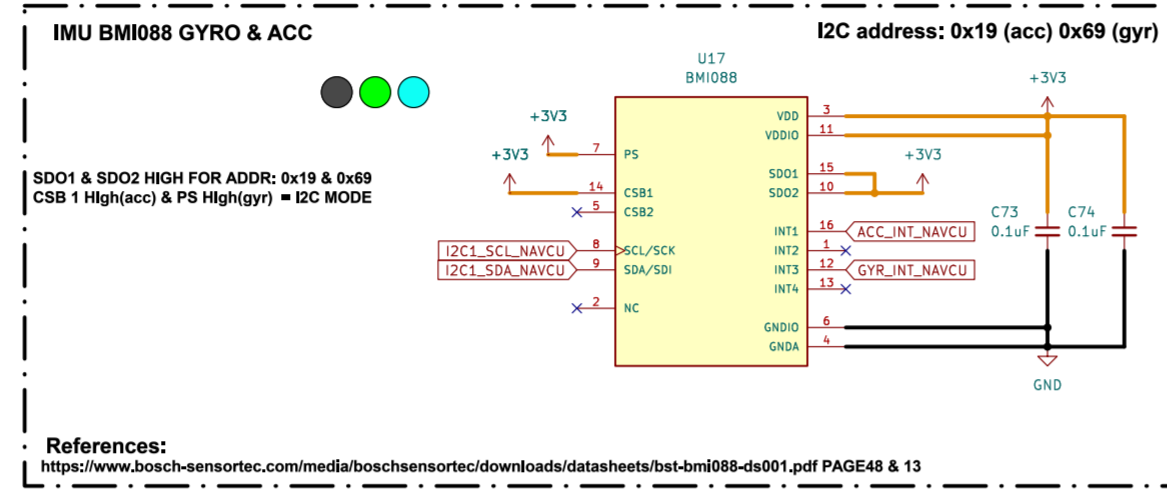 IMU BMI088 GYRO & ACC
I2C address: 0x19 (acc) 0x69 (gyr)
U17
BMI088
+3V3
+3V3
+3V3
+3V3
SDO1 & SDO2 HIGH FOR ADDR: 0x19 & 0x69
CSB 1 HIgh(acc) & PS HIgh(gyr) = I2C MODE
7 PS
14 CSB1
5 CSB2
I2C1_SCL_NAVCU 8 SCL/SCK
I2C1_SDA_NAVCU 9 SDA/SDI
2 NC
VDD 3
VDDIO 11
SDO1 15
SDO2 10
INT1 16 ACC_INT_NAVCU
INT2 1
INT3 12 GYR_INT_NAVCU
INT4 13
GNDIO 6
GNDA 4
C73
0.1uF
C74
0.1uF
GND
References:
https://www.bosch-sensortec.com/media/boschsensortec/downloads/datasheets/bst-bmi088-ds001.pdf PAGE48 & 13